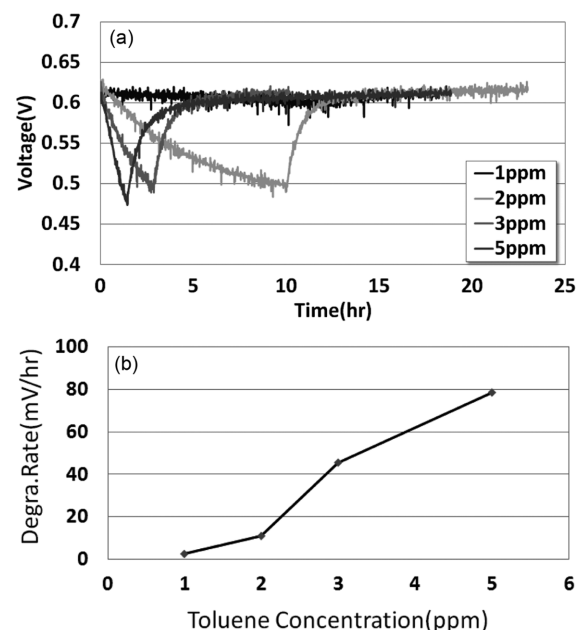 (a)
0.7
0.65
0.6
0.55
0.5
0.45
0.4
Voltage(V)
0 5 10 15 20 25
Time(hr)
1ppm
2ppm
3ppm
5ppm
(b)
100
80
60
40
20
0
Degra.Rate(mV/hr)
0 1 2 3 4 5 6
Toluene Concentration(ppm)